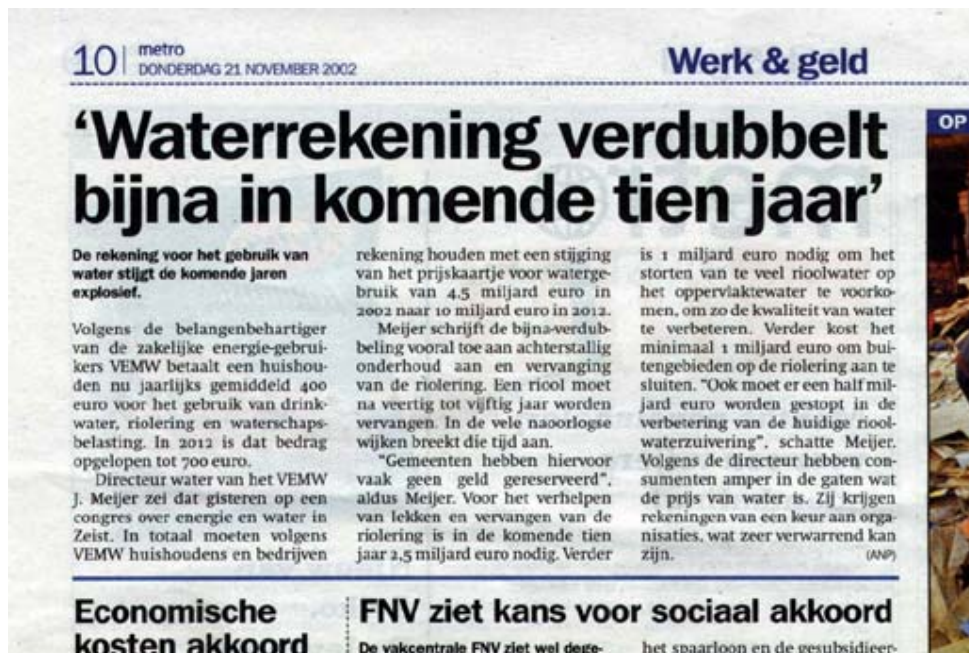 10
metro
DONDERDAG 21 NOVEMBER 2002
Werk & geld
‘Waterrekening verdubbelt
bijna in komende tien jaar’
De rekening voor het gebruik van
water stijgt de komende jaren
explosief.
Volgens de belangenbehartiger
van de zakelijke energie-gebrui-
kers VEMW betaalt een huishou-
den nu jaarlijks gemiddeld 400
euro voor het gebruik van drink-
water, riolering en waterschaps-
belasting. In 2012 is dat bedrag
opgelopen tot 700 euro.
Directeur water van het VEMW
J. Meijer zei dat gisteren op een
congres over energie en water in
Zeist. In totaal moeten volgens
VEMW huishoudens en bedrijven
rekening houden met een stijging
van het prijskaartje voor waterge-
bruik van 4,5 miljard euro in
2002 naar 10 miljard euro in 2012.
Meijer schrijft de bijna-verdub-
beling vooral toe aan achterstallig
onderhoud aan en vervanging
van de riolering. Een riool moet
na veertig tot vijftig jaar worden
vervangen. In de vele naoorlogse
wijken breekt die tijd aan.
"Gemeenten hebben hiervoor
vaak geen geld gereserveerd",
aldus Meijer. Voor het verhelpen
van lekken en vervangen van de
riolering is in de komende tien
jaar 2,5 miljard euro nodig. Verder
is 1 miljard euro nodig om het
storten van te veel rioolwater op
het oppervlaktewater te voorko-
men, om zo de kwaliteit van water
te verbeteren. Verder kost het
minimaal 1 miljard euro om bui-
tengebieden op de riolering aan te
sluiten. "Ook moet er een half mil-
jard euro worden gestopt in de
verbetering van de huidige riool-
waterzuivering", schatte Meijer.
Volgens de directeur hebben con-
sumenten amper in de gaten wat
de prijs van water is. Zij krijgen
rekeningen van een keur aan orga-
nisaties, wat zeer verwarrend kan
zijn. (ANP)
OP
Economische
kosten akkoord
FNV ziet kans voor sociaal akkoord
De vakcentrale FNV ziet wel dege-
het spaarloon en de gesubsidieer-